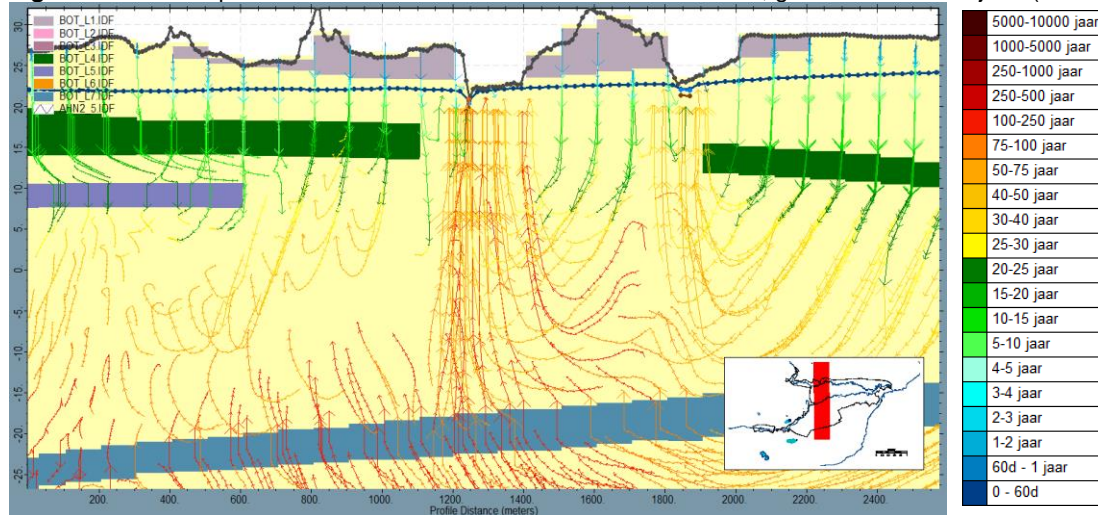 BOT_L1.IDF
BOT_L2.IDF
BOT_L3.IDF
BOT_L4.IDF
BOT_L5.IDF
BOT_L6.IDF
BOT_L7.IDF
AHN2_5.IDF
30
25
20
15
10
5
0
-5
-10
-15
-20
-25
200
400
600
800
1000
1200
1400
1600
1800
2000
2200
2400
Profile Distance (meters)
5000-10000 jaar
1000-5000 jaar
250-1000 jaar
250-500 jaar
100-250 jaar
75-100 jaar
50-75 jaar
40-50 jaar
30-40 jaar
25-30 jaar
20-25 jaar
15-20 jaar
10-15 jaar
5-10 jaar
4-5 jaar
3-4 jaar
2-3 jaar
1-2 jaar
60d - 1 jaar
0 - 60d